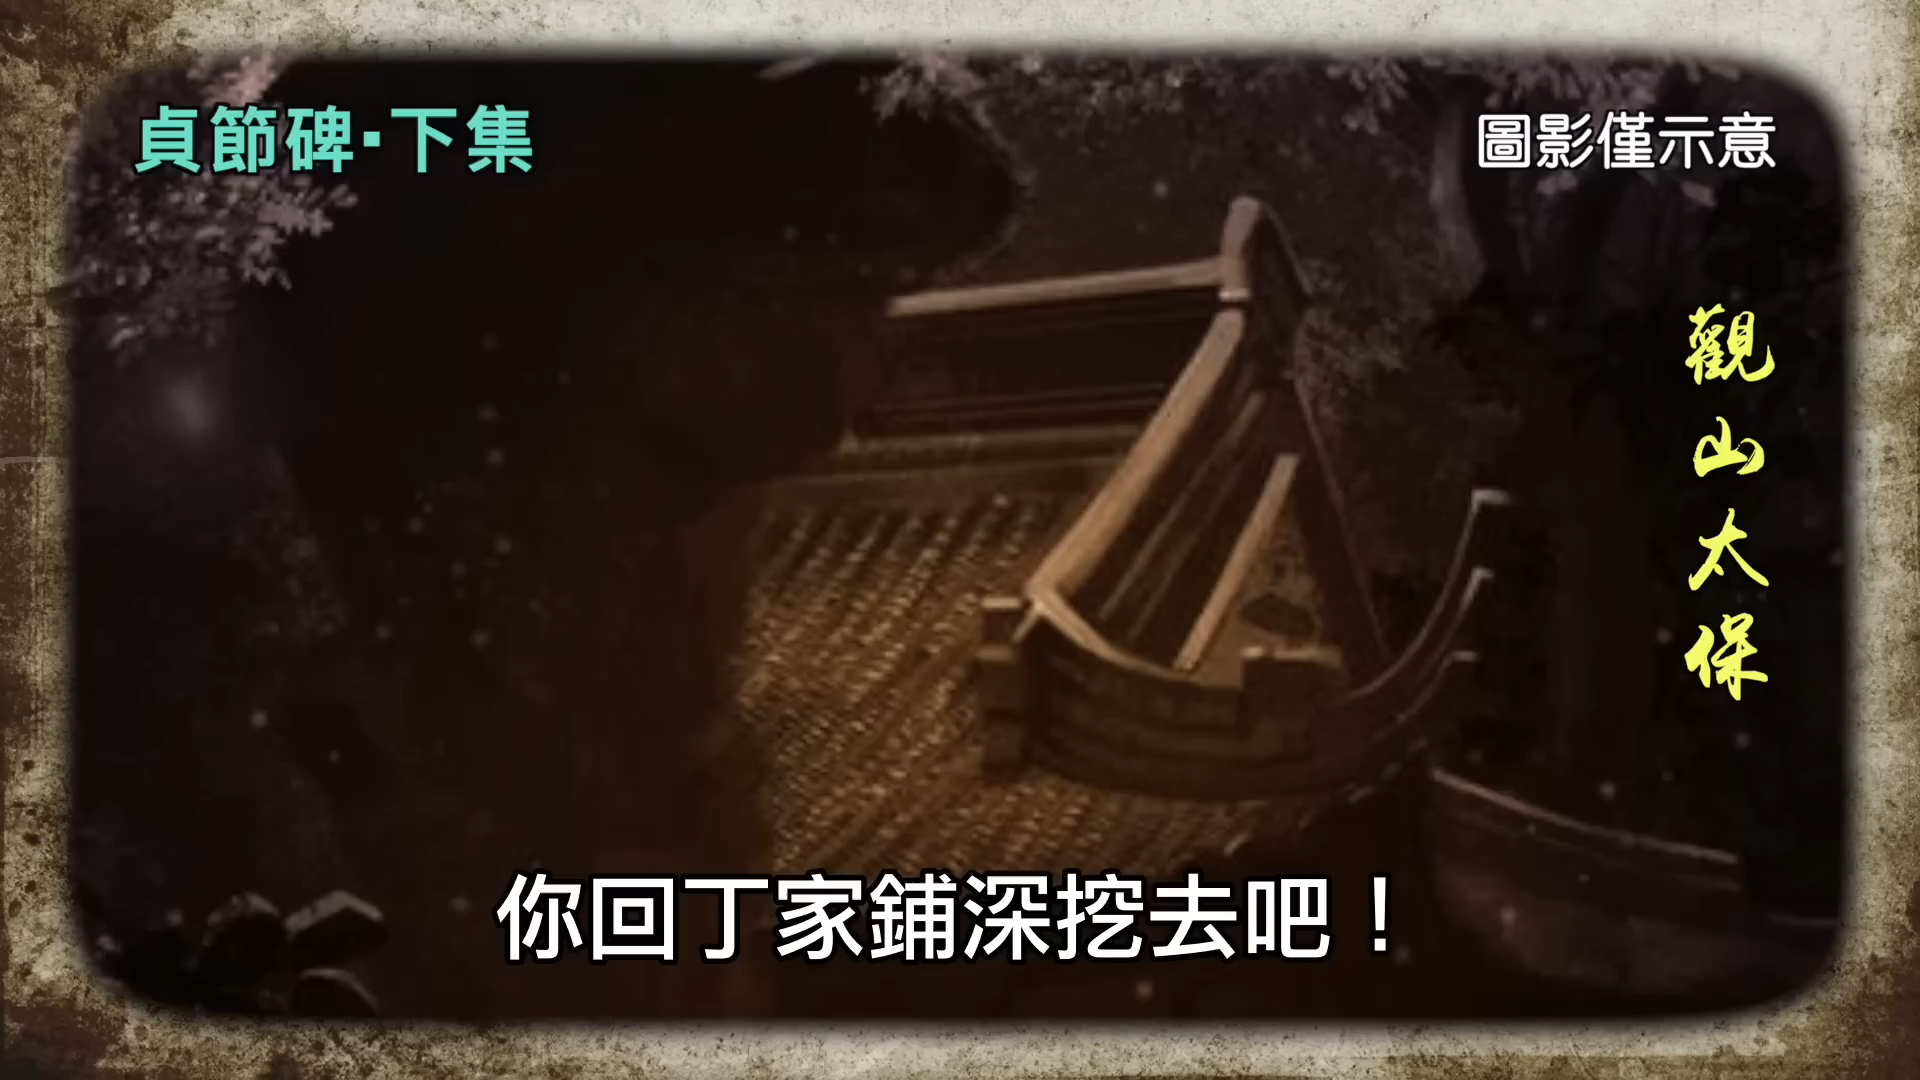 貞節碑·下集
圖影僅示意
觀山太保
你回丁家鋪深挖去吧！